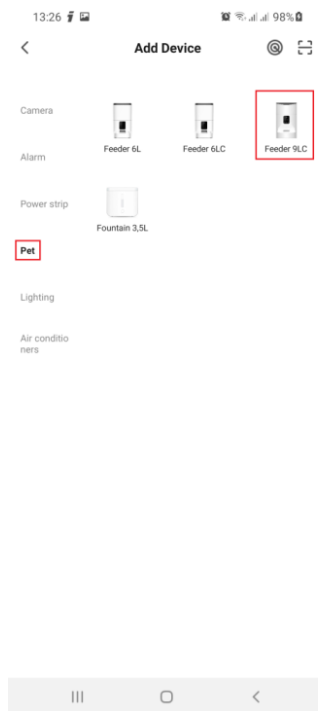 13:26
98%
Add Device
Camera
Alarm
Power strip
Pet
Lighting
Air conditio
ners
Feeder 6L
Feeder 6LC
Feeder 9LC
Fountain 3,5L